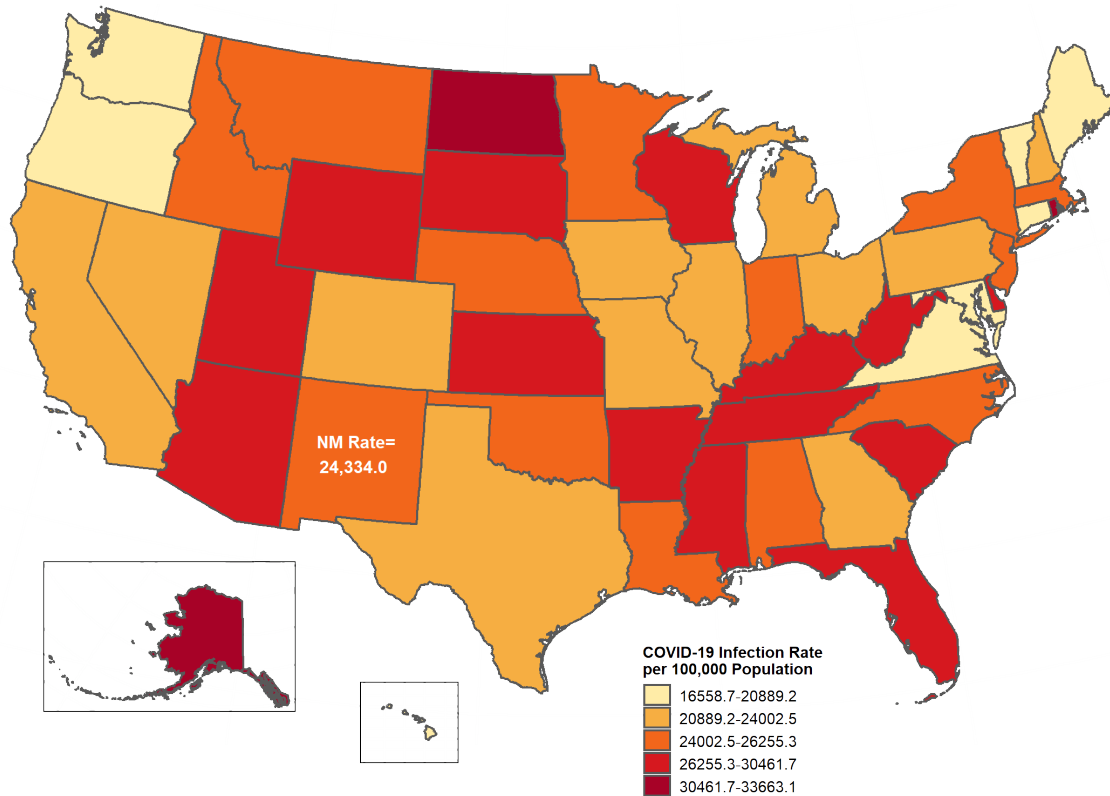 NM Rate=
24,334.0
COVID-19 Infection Rate
per 100,000 Population
16558.7-20889.2
20889.2-24002.5
24002.5-26255.3
26255.3-30461.7
30461.7-33663.1